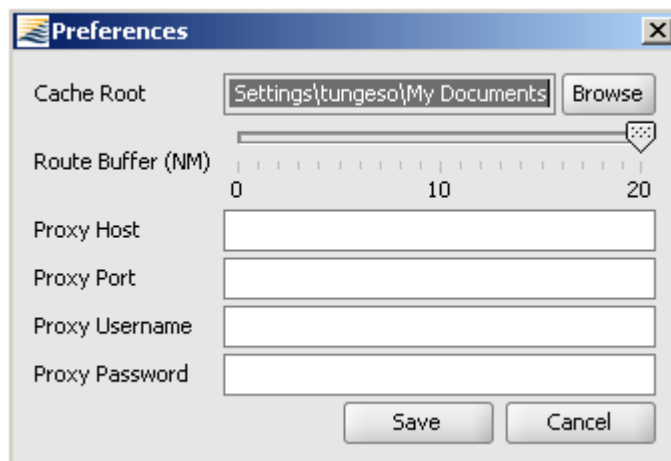 Preferences
Cache Root Settings\tungeso\My Documents Browse
Route Buffer (NM)
0 10 20
Proxy Host
Proxy Port
Proxy Username
Proxy Password
Save Cancel